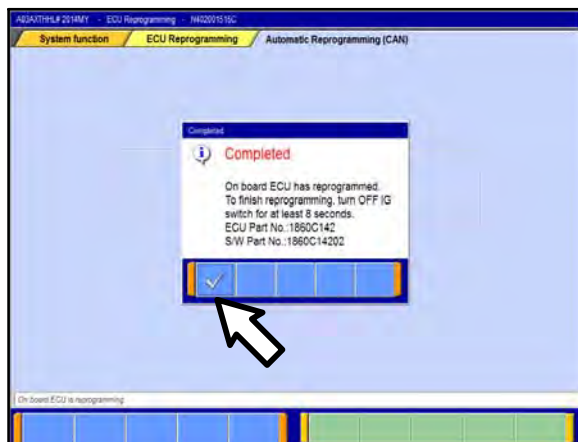 A03AXTHHL# 2014MY - ECU Reprogramming - N402001515C
System function ECU Reprogramming Automatic Reprogramming (CAN)
Completed
Completed
On board ECU has reprogrammed.
To finish reprogramming, turn OFF IG
switch for at least 8 seconds.
ECU Part No.:1860C142
S/W Part No.:1860C14202
On board ECU is reprogramming